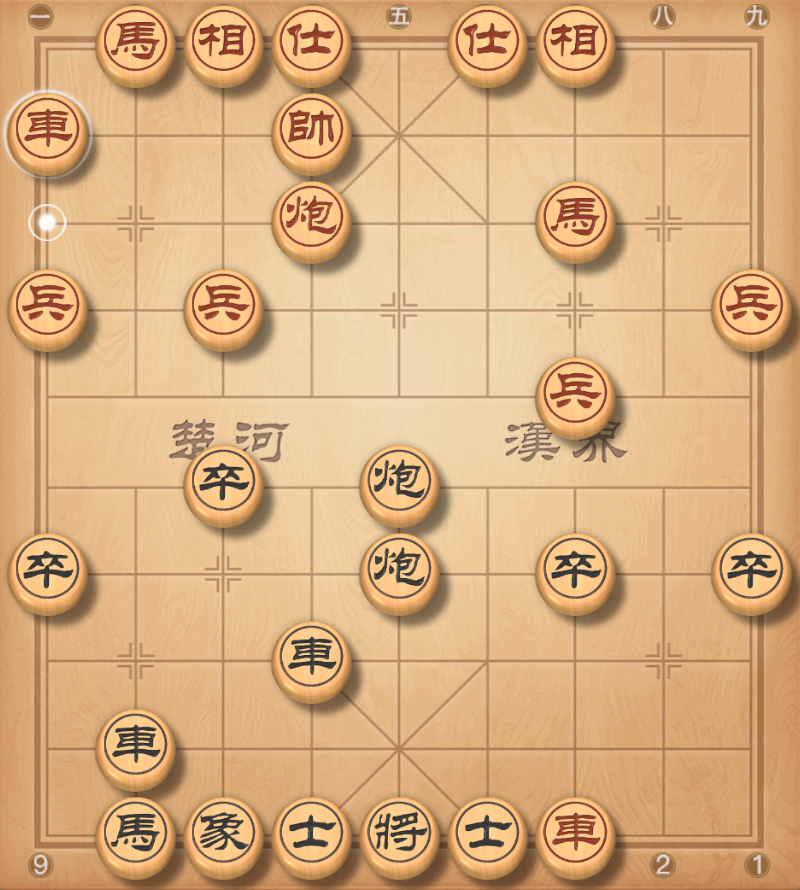 一 五 八 九
馬 相 仕 仕 相
車 帥
炮 馬
兵 兵 兵
兵
楚 河 漢 界
卒 炮
卒 炮 卒 卒
車
車
馬 象 士 將 士 車
9 2 1